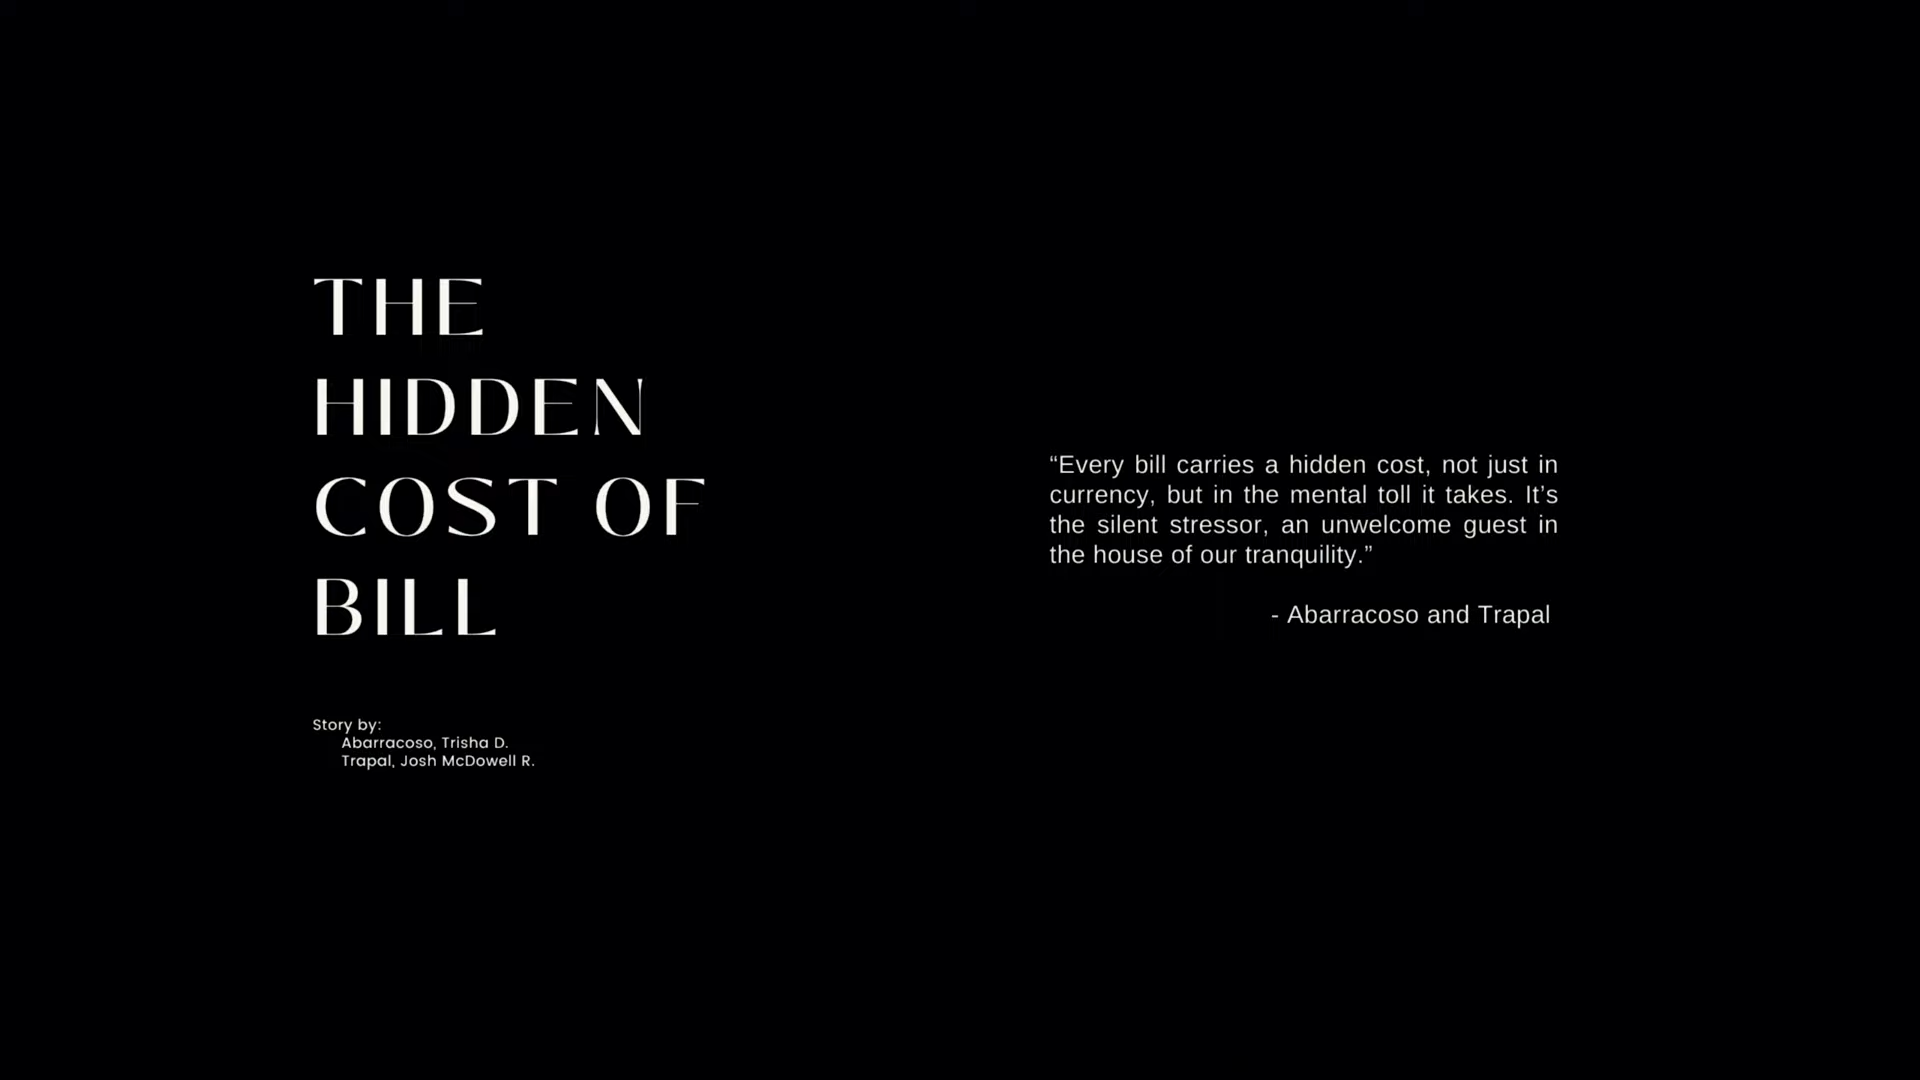 THE
HIDDEN
COST OF
BILL
Story by:
Abarracoso, Trisha D.
Trapal, Josh McDowell R.
“Every bill carries a hidden cost, not just in
currency, but in the mental toll it takes. It’s
the silent stressor, an unwelcome guest in
the house of our tranquility.”
- Abarracoso and Trapal